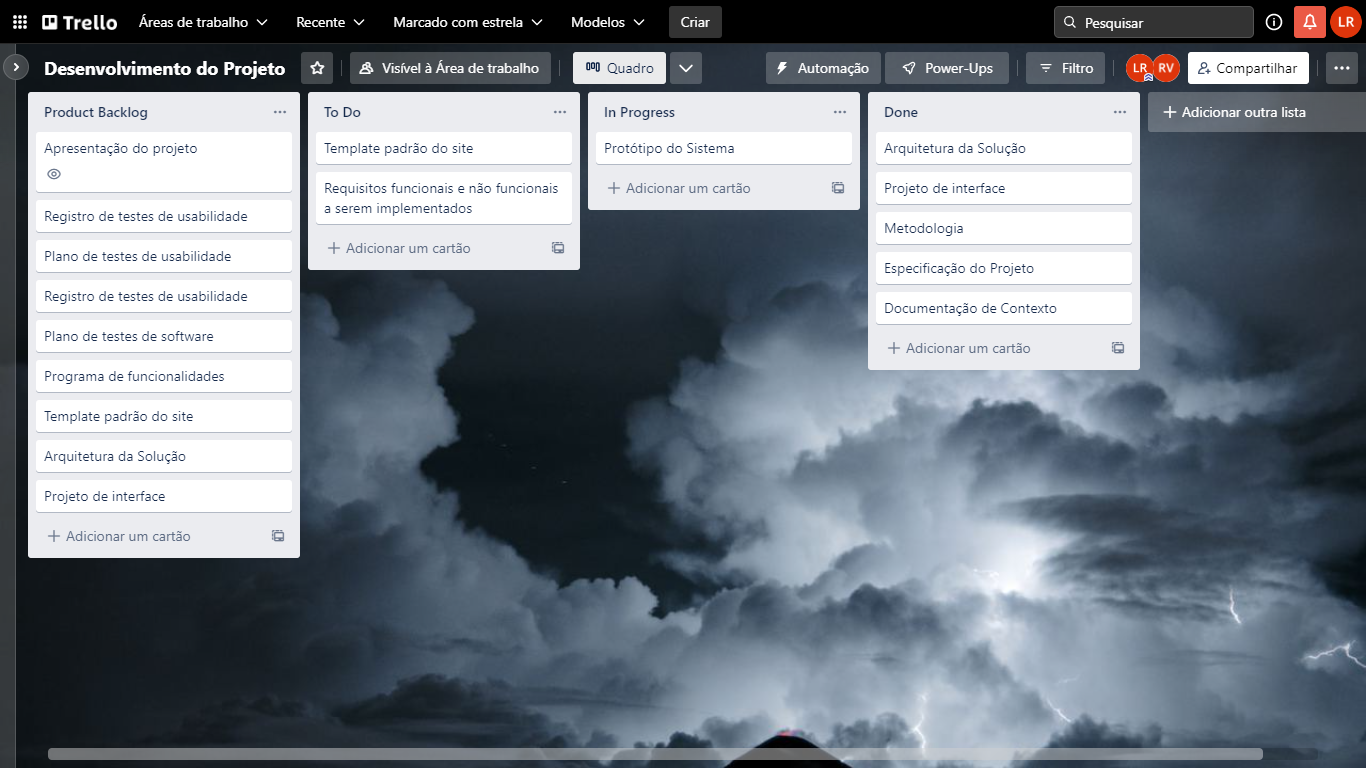 Trello
Áreas de trabalho
Recente
Marcado com estrela
Modelos
Criar
Pesquisar
LR
Desenvolvimento do Projeto
Visível à Área de trabalho
Quadro
Automação
Power-Ups
Filtro
LR
RV
Compartilhar
Product Backlog
Apresentação do projeto
Registro de testes de usabilidade
Plano de testes de usabilidade
Registro de testes de usabilidade
Plano de testes de software
Programa de funcionalidades
Template padrão do site
Arquitetura da Solução
Projeto de interface
+ Adicionar um cartão
To Do
Template padrão do site
Requisitos funcionais e não funcionais
a serem implementados
+ Adicionar um cartão
In Progress
Protótipo do Sistema
+ Adicionar um cartão
Done
Arquitetura da Solução
Projeto de interface
Metodologia
Especificação do Projeto
Documentação de Contexto
+ Adicionar um cartão
+ Adicionar outra lista